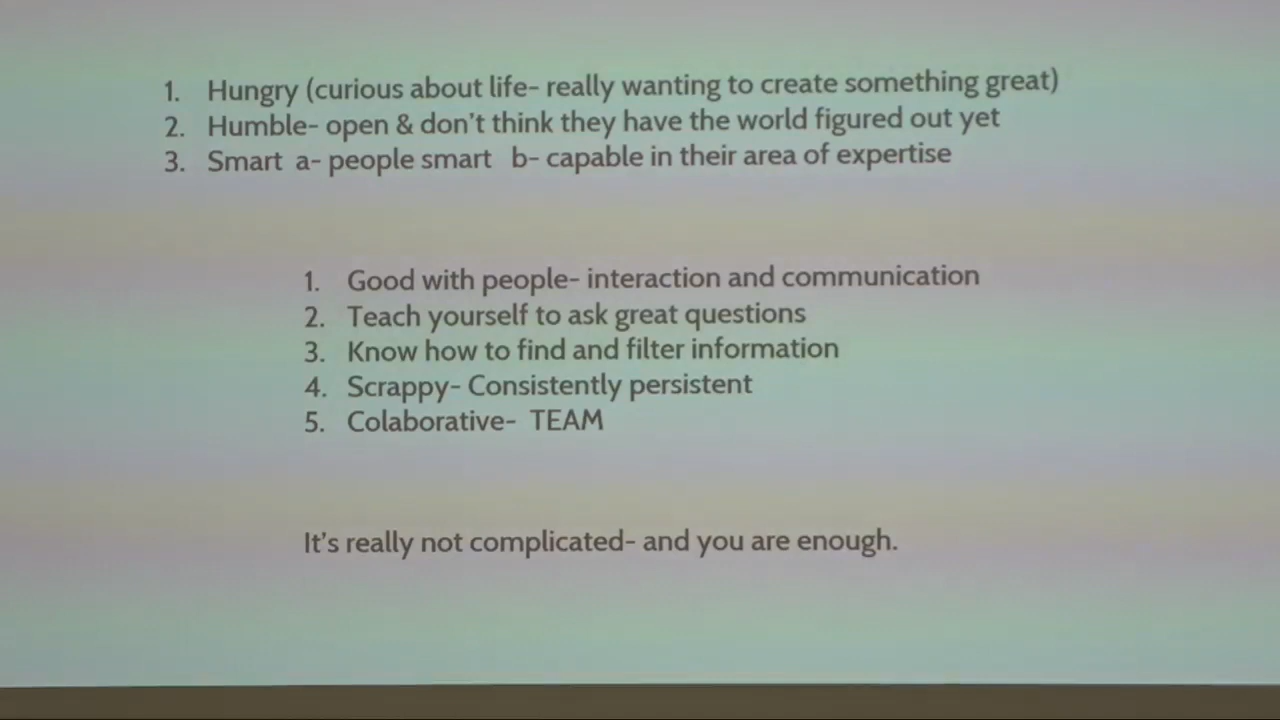 1. Hungry (curious about life- really wanting to create something great)
2. Humble- open & don't think they have the world figured out yet
3. Smart a- people smart b- capable in their area of expertise
1. Good with people- interaction and communication
2. Teach yourself to ask great questions
3. Know how to find and filter information
4. Scrappy- Consistently persistent
5. Colaborative- TEAM
It's really not complicated- and you are enough.